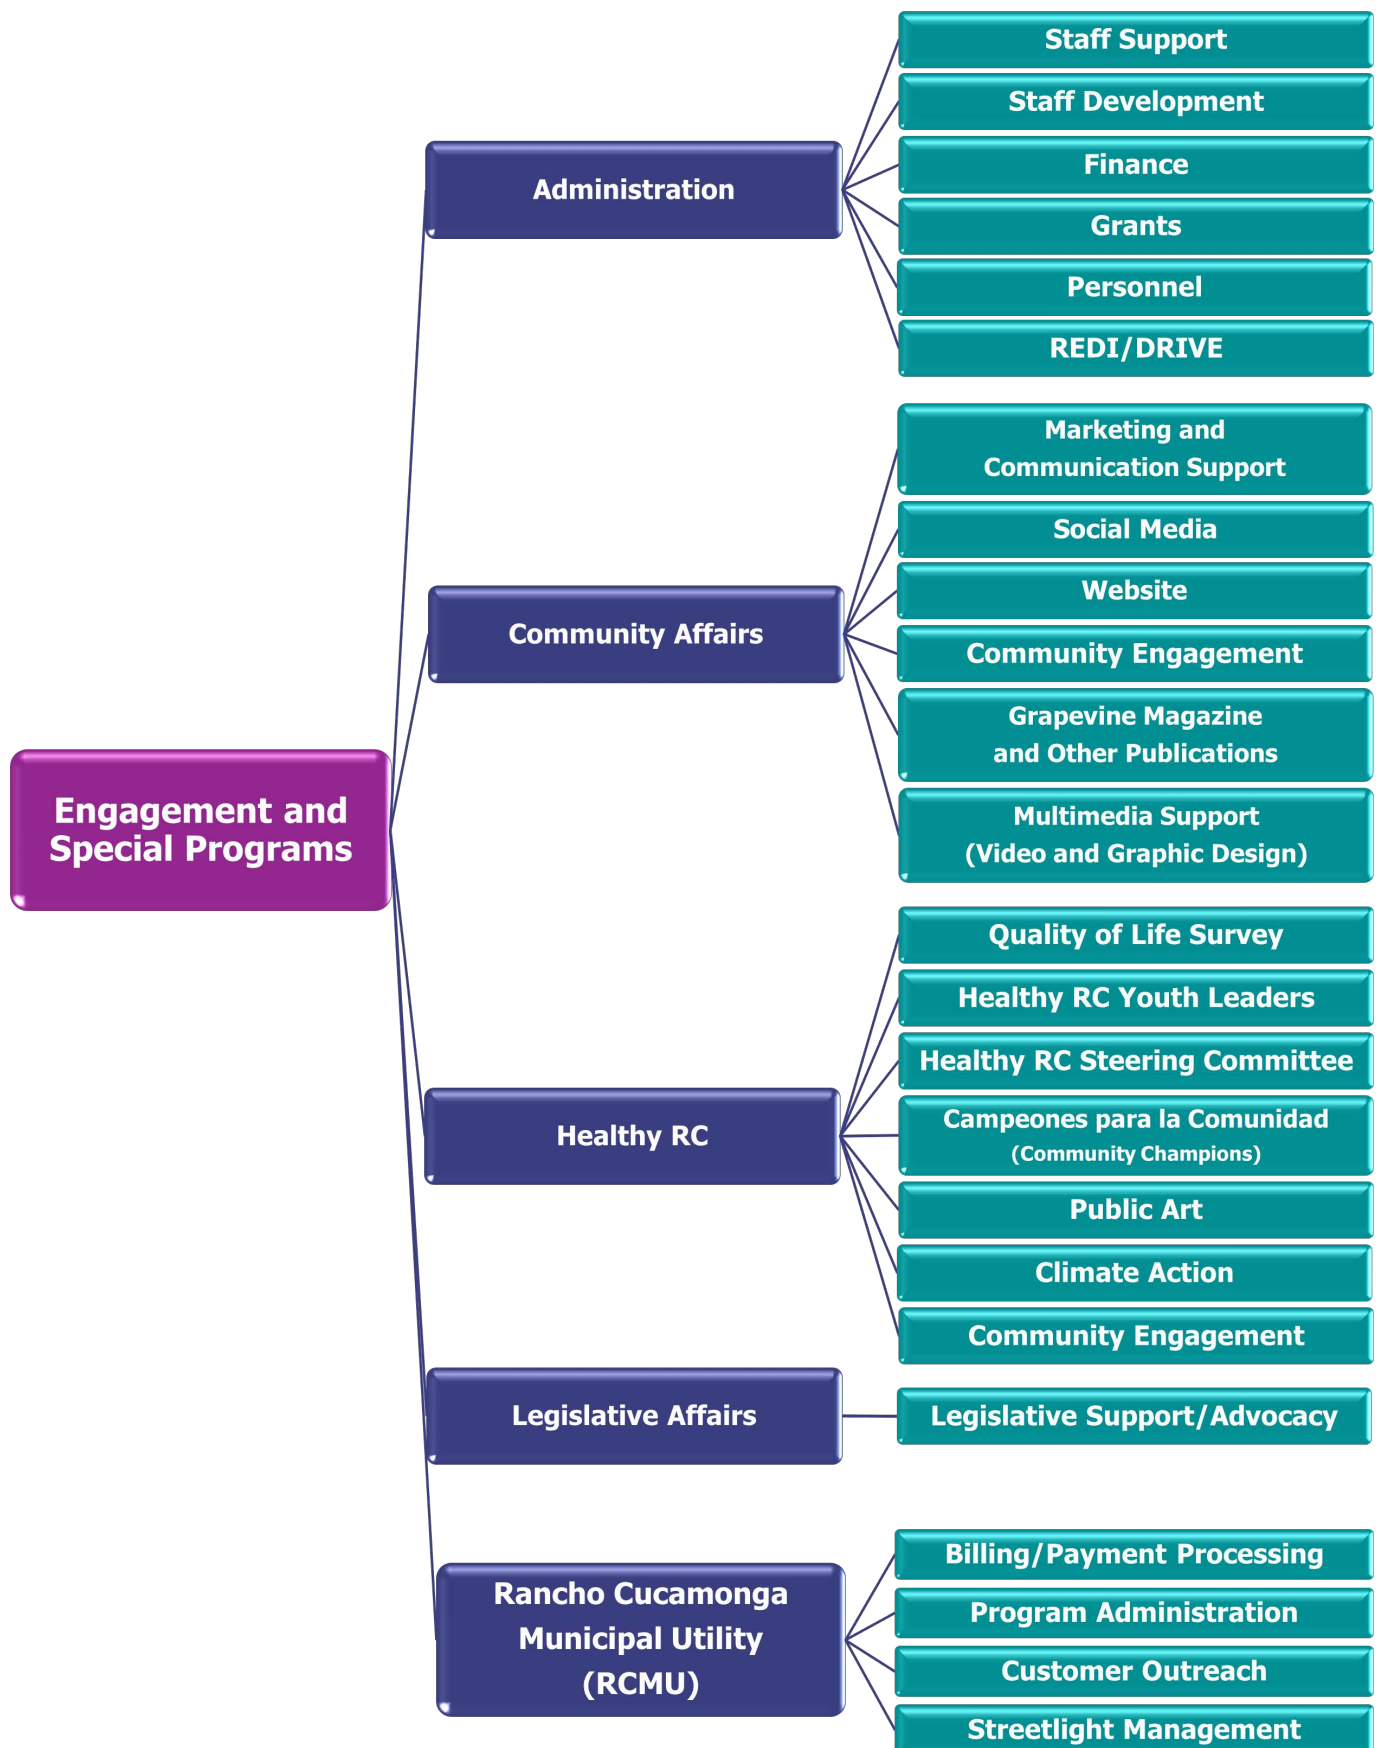 Engagement and
Special Programs
Administration
Staff Support
Staff Development
Finance
Grants
Personnel
REDI/DRIVE
Community Affairs
Marketing and
Communication Support
Social Media
Website
Community Engagement
Grapevine Magazine
and Other Publications
Multimedia Support
(Video and Graphic Design)
Healthy RC
Quality of Life Survey
Healthy RC Youth Leaders
Healthy RC Steering Committee
Campeones para la Comunidad
(Community Champions)
Public Art
Climate Action
Community Engagement
Legislative Affairs
Legislative Support/Advocacy
Rancho Cucamonga
Municipal Utility
(RCMU)
Billing/Payment Processing
Program Administration
Customer Outreach
Streetlight Management